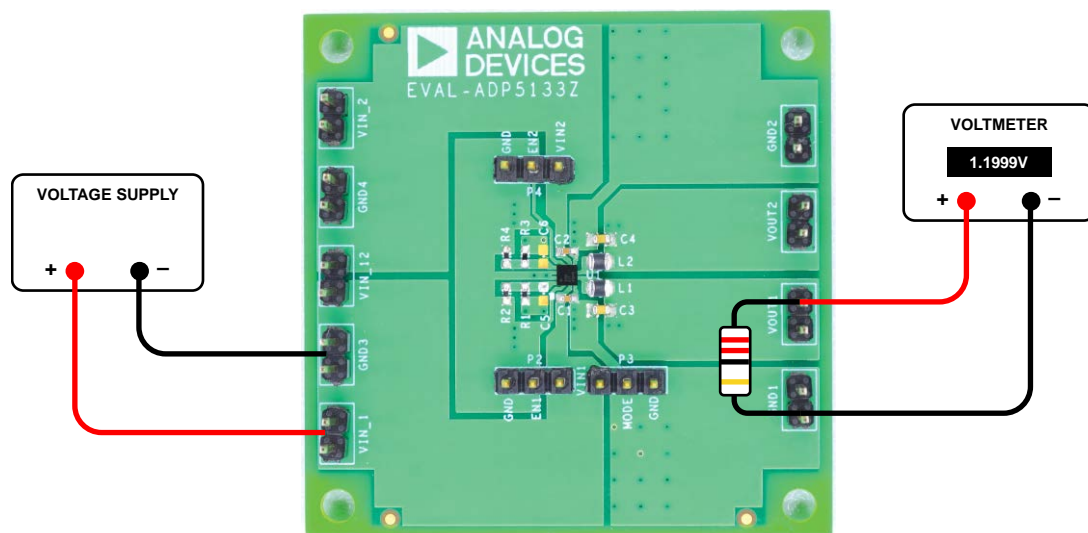 ANALOG
DEVICES
EVAL-ADP5133Z
VIN_2
GND4
VIN_12
GND3
VIN_1
GND
EN2
VIN2
P4
R4
R3
C6
C2
C4
L2
U1
L1
R2
R1
C5
C1
C3
P2
GND
EN1
VIN1
P3
MODE
GND
GND2
VOUT2
VOUT1
GND1
VOLTAGE SUPPLY
+ −
VOLTMETER
1.1999V
+ −